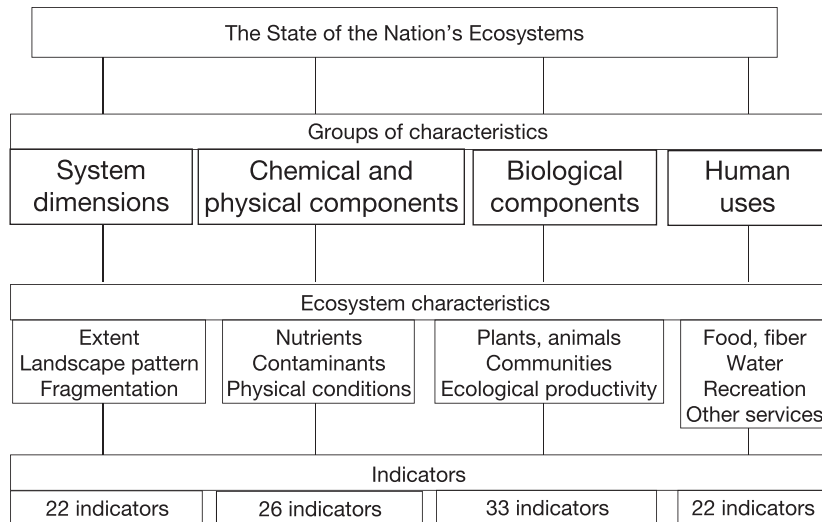 The State of the Nation’s Ecosystems
Groups of characteristics
System
dimensions
Chemical and
physical components
Biological
components
Human
uses
Ecosystem characteristics
Extent
Landscape pattern
Fragmentation
Nutrients
Contaminants
Physical conditions
Plants, animals
Communities
Ecological productivity
Food, fiber
Water
Recreation
Other services
Indicators
22 indicators
26 indicators
33 indicators
22 indicators